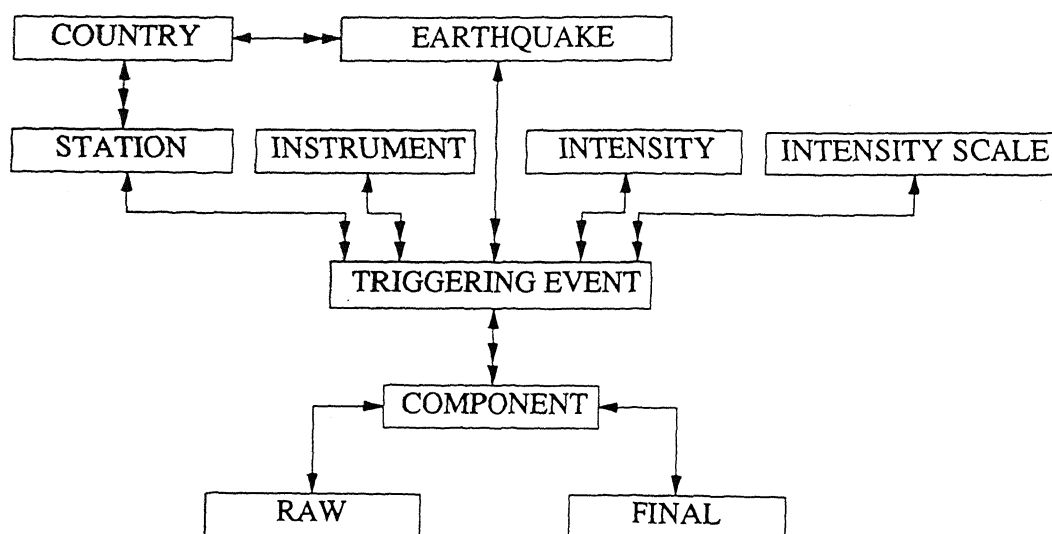 COUNTRY
EARTHQUAKE
STATION
INSTRUMENT
INTENSITY
INTENSITY SCALE
TRIGGERING EVENT
COMPONENT
RAW
FINAL